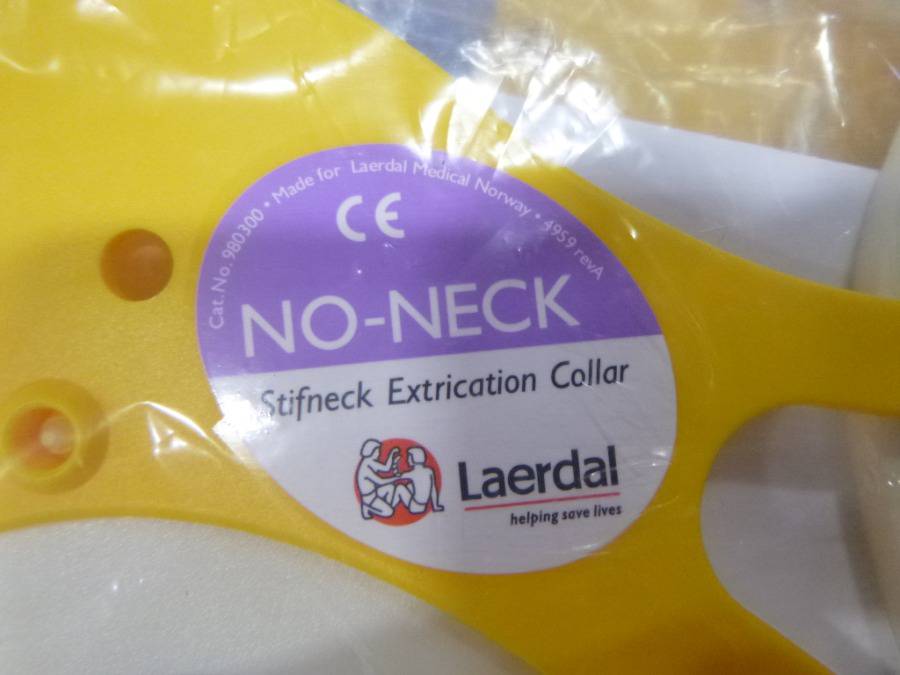 Cat.No. 980300 • Made for Laerdal Medical Norway • 4959 revA
CE
NO-NECK
Stifneck Extrication Collar
Laerdal
helping save lives